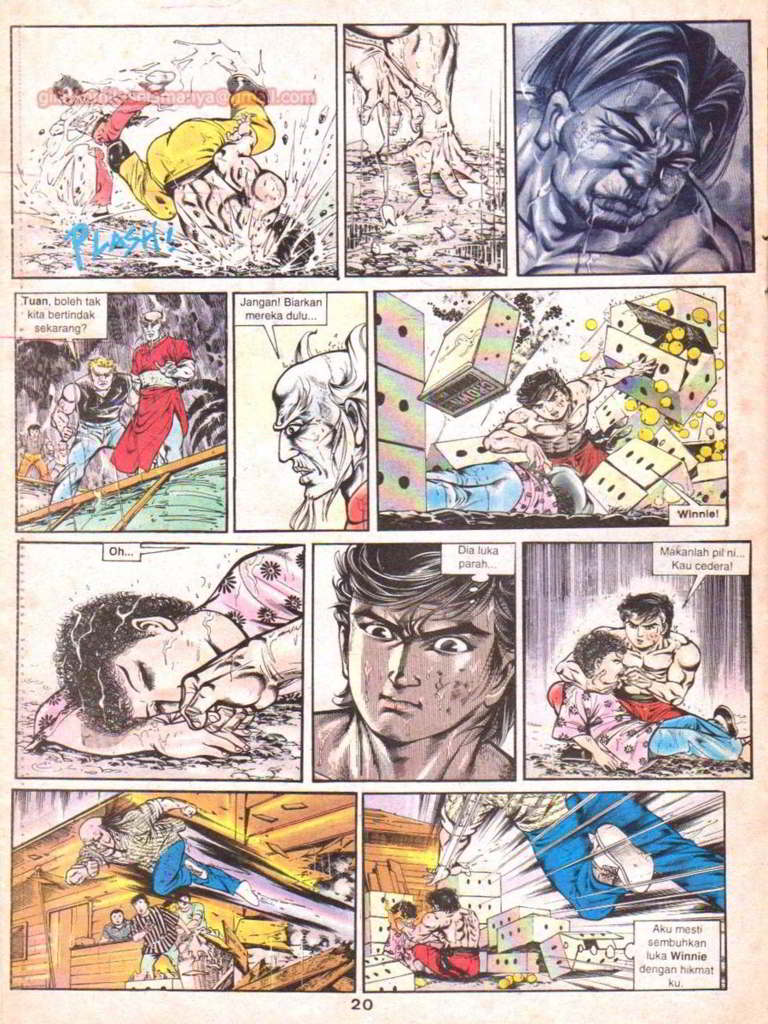 PLASH!
Tuan, boleh tak
kita bertindak
sekarang?
Jangan! Biarkan
mereka dulu...
Winnie!
Oh...
Dia luka
parah...
Makanlah pil ni...
Kau cedera!
Aku mesti
sembuhkan
luka Winnie
dengan hikmat
ku.
20